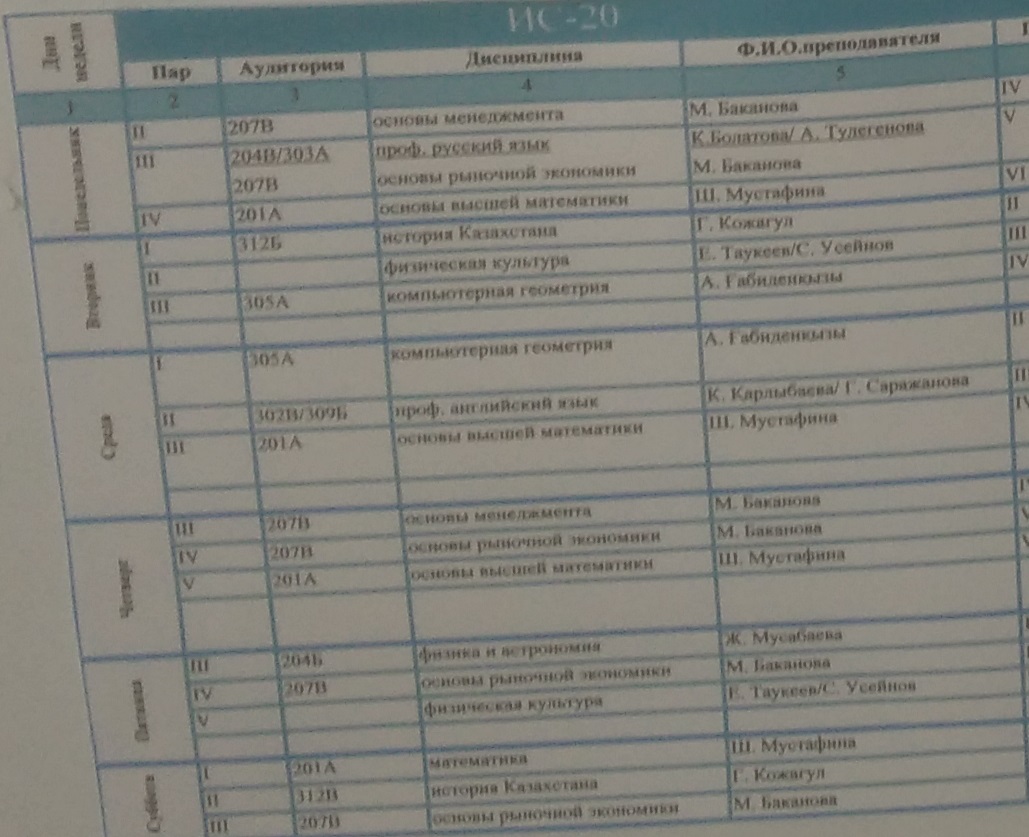 ИС-20
Дни недели | Пар | Аудитория | Дисциплина | Ф.И.О.преподавателя
1 | 2 | 3 | 4 | 5
Понедельник | II | 207В | основы менеджмента | М. Баканова | IV
III | 204В/303А | проф. русский язык | К.Болатова/ А. Тулегенова | V
207В | основы рыночной экономики | М. Баканова
IV | 201А | основы высшей математики | Ш. Мустафина | VI
Вторник | I | 312Б | история Казахстана | Г. Кожагул | II
II | физическая культура | Е. Таукеев/С. Усейнов | III
III | 305А | компьютерная геометрия | А. Габиденкызы | IV
Среда | I | 305А | компьютерная геометрия | А. Габиденкызы | II
II | 302В/309Б | проф. английский язык | К. Карлыбаева/ Г. Саражанова
III | 201А | основы высшей математики | Ш. Мустафина
Четверг | III | 207В | основы менеджмента | М. Баканова
IV | 207В | основы рыночной экономики | М. Баканова
V | 201А | основы высшей математики | Ш. Мустафина
Пятница | III | 204Б | физика и астрономия | Ж. Мусабаева
IV | 207В | основы рыночной экономики | М. Баканова
V | физическая культура | Е. Таукеев/С. Усейнов
Суббота | I | 201А | математика | Ш. Мустафина
II | 312В | история Казахстана | Г. Кожагул
III | 207В | основы рыночной экономики | М. Баканова